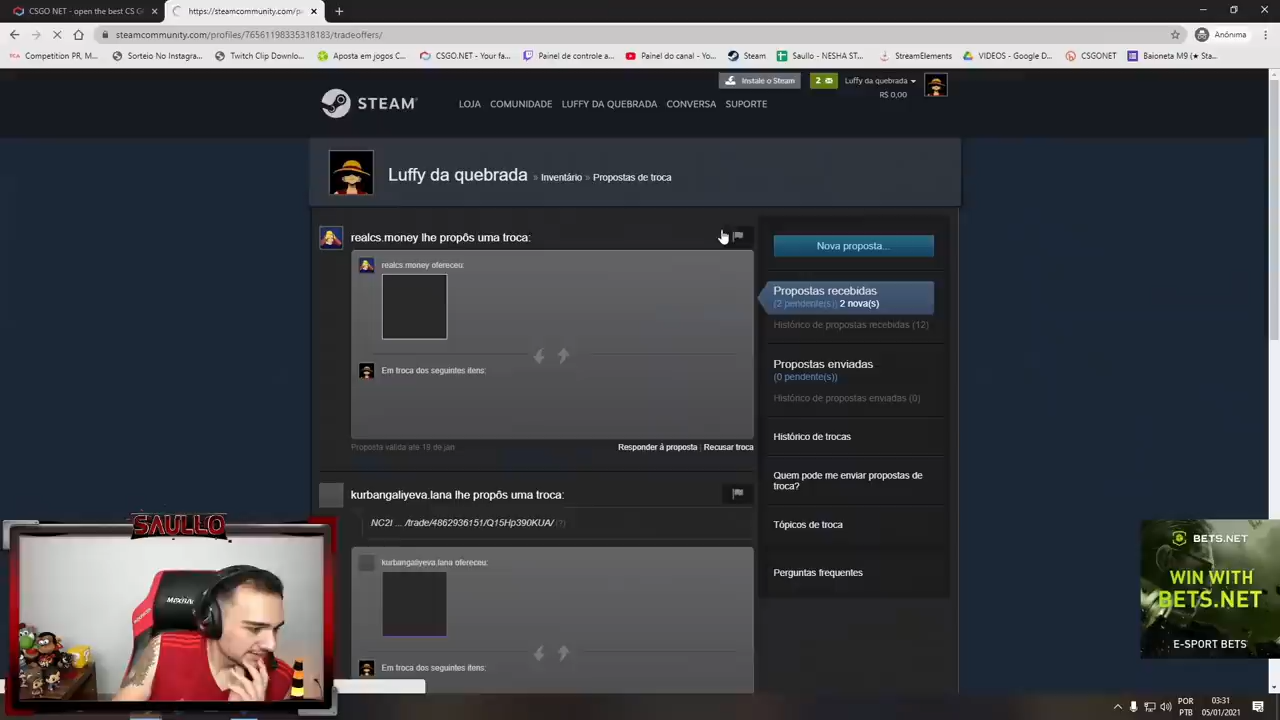 CSGO NET - open the best CS G
https://steamcommunity.com/p
steamcommunity.com/profiles/76561198335318183/tradeoffers/
Anônima
Competition PR, M...
Sorteio No Instagra...
Twitch Clip Downlo...
Aposta em jogos C...
CSGO.NET - Your fa...
Painel de controle a...
Painel do canal - Yo...
Steam
Saullo - NESHA ST...
StreamElements
VIDEOS - Google D...
CSGONET
Baioneta M9 (★ Sta...
Instale o Steam
2
Luffy da quebrada
R$ 0,00
STEAM
LOJA COMUNIDADE LUFFY DA QUEBRADA CONVERSA SUPORTE
Luffy da quebrada » Inventário » Propostas de troca
realcs.money lhe propôs uma troca:
realcs.money ofereceu:
Em troca dos seguintes itens:
Proposta válida até 19 de jan
Responder à proposta | Recusar troca
kurbangaliyeva.lana lhe propôs uma troca:
NC2I ... /trade/4862936151/Q15Hp390KUA/ (?)
kurbangaliyeva.lana ofereceu:
Em troca dos seguintes itens:
Nova proposta...
Propostas recebidas
(2 pendente(s)) 2 nova(s)
Histórico de propostas recebidas (12)
Propostas enviadas
(0 pendente(s))
Histórico de propostas enviadas (0)
Histórico de trocas
Quem pode me enviar propostas de
troca?
Tópicos de troca
Perguntas frequentes
SAULLO
BETS.NET
WIN WITH
BETS.NET
E-SPORT BETS
POR
PTB
03:31
05/01/2021